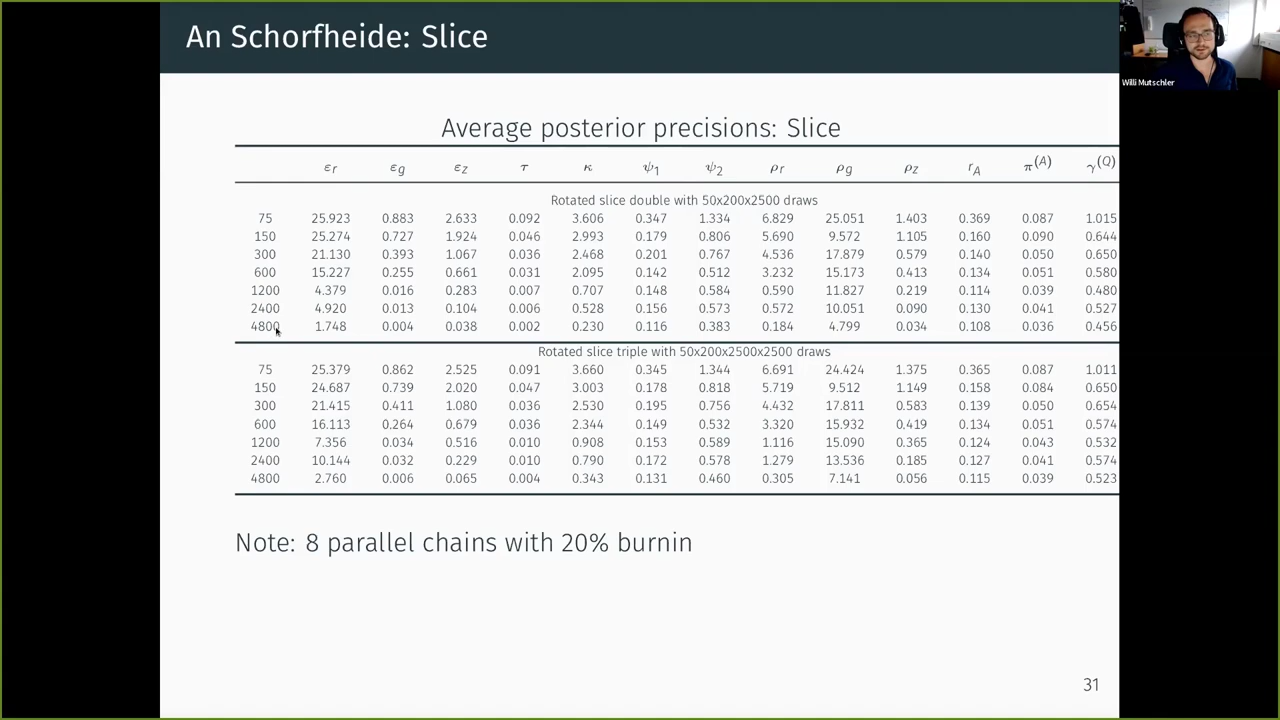 An Schorfheide: Slice
Willi Mutschler
Average posterior precisions: Slice
εr εg εz τ κ ψ1 ψ2 ρr ρg ρz rA π(A) γ(Q)
Rotated slice double with 50x200x2500 draws
75 25.923 0.883 2.633 0.092 3.606 0.347 1.334 6.829 25.051 1.403 0.369 0.087 1.015
150 25.274 0.727 1.924 0.046 2.993 0.179 0.806 5.690 9.572 1.105 0.160 0.090 0.644
300 21.130 0.393 1.067 0.036 2.468 0.201 0.767 4.536 17.879 0.579 0.140 0.050 0.650
600 15.227 0.255 0.661 0.031 2.095 0.142 0.512 3.232 15.173 0.413 0.134 0.051 0.580
1200 4.379 0.016 0.283 0.007 0.707 0.148 0.584 0.590 11.827 0.219 0.114 0.039 0.480
2400 4.920 0.013 0.104 0.006 0.528 0.156 0.573 0.572 10.051 0.090 0.130 0.041 0.527
4800 1.748 0.004 0.038 0.002 0.230 0.116 0.383 0.184 4.799 0.034 0.108 0.036 0.456
Rotated slice triple with 50x200x2500x2500 draws
75 25.379 0.862 2.525 0.091 3.660 0.345 1.344 6.691 24.424 1.375 0.365 0.087 1.011
150 24.687 0.739 2.020 0.047 3.003 0.178 0.818 5.719 9.512 1.149 0.158 0.084 0.650
300 21.415 0.411 1.080 0.036 2.530 0.195 0.756 4.432 17.811 0.583 0.139 0.050 0.654
600 16.113 0.264 0.679 0.036 2.344 0.149 0.532 3.320 15.932 0.419 0.134 0.051 0.574
1200 7.356 0.034 0.516 0.010 0.908 0.153 0.589 1.116 15.090 0.365 0.124 0.043 0.532
2400 10.144 0.032 0.229 0.010 0.790 0.172 0.578 1.279 13.536 0.185 0.127 0.041 0.574
4800 2.760 0.006 0.065 0.004 0.343 0.131 0.460 0.305 7.141 0.056 0.115 0.039 0.523
Note: 8 parallel chains with 20% burnin
31